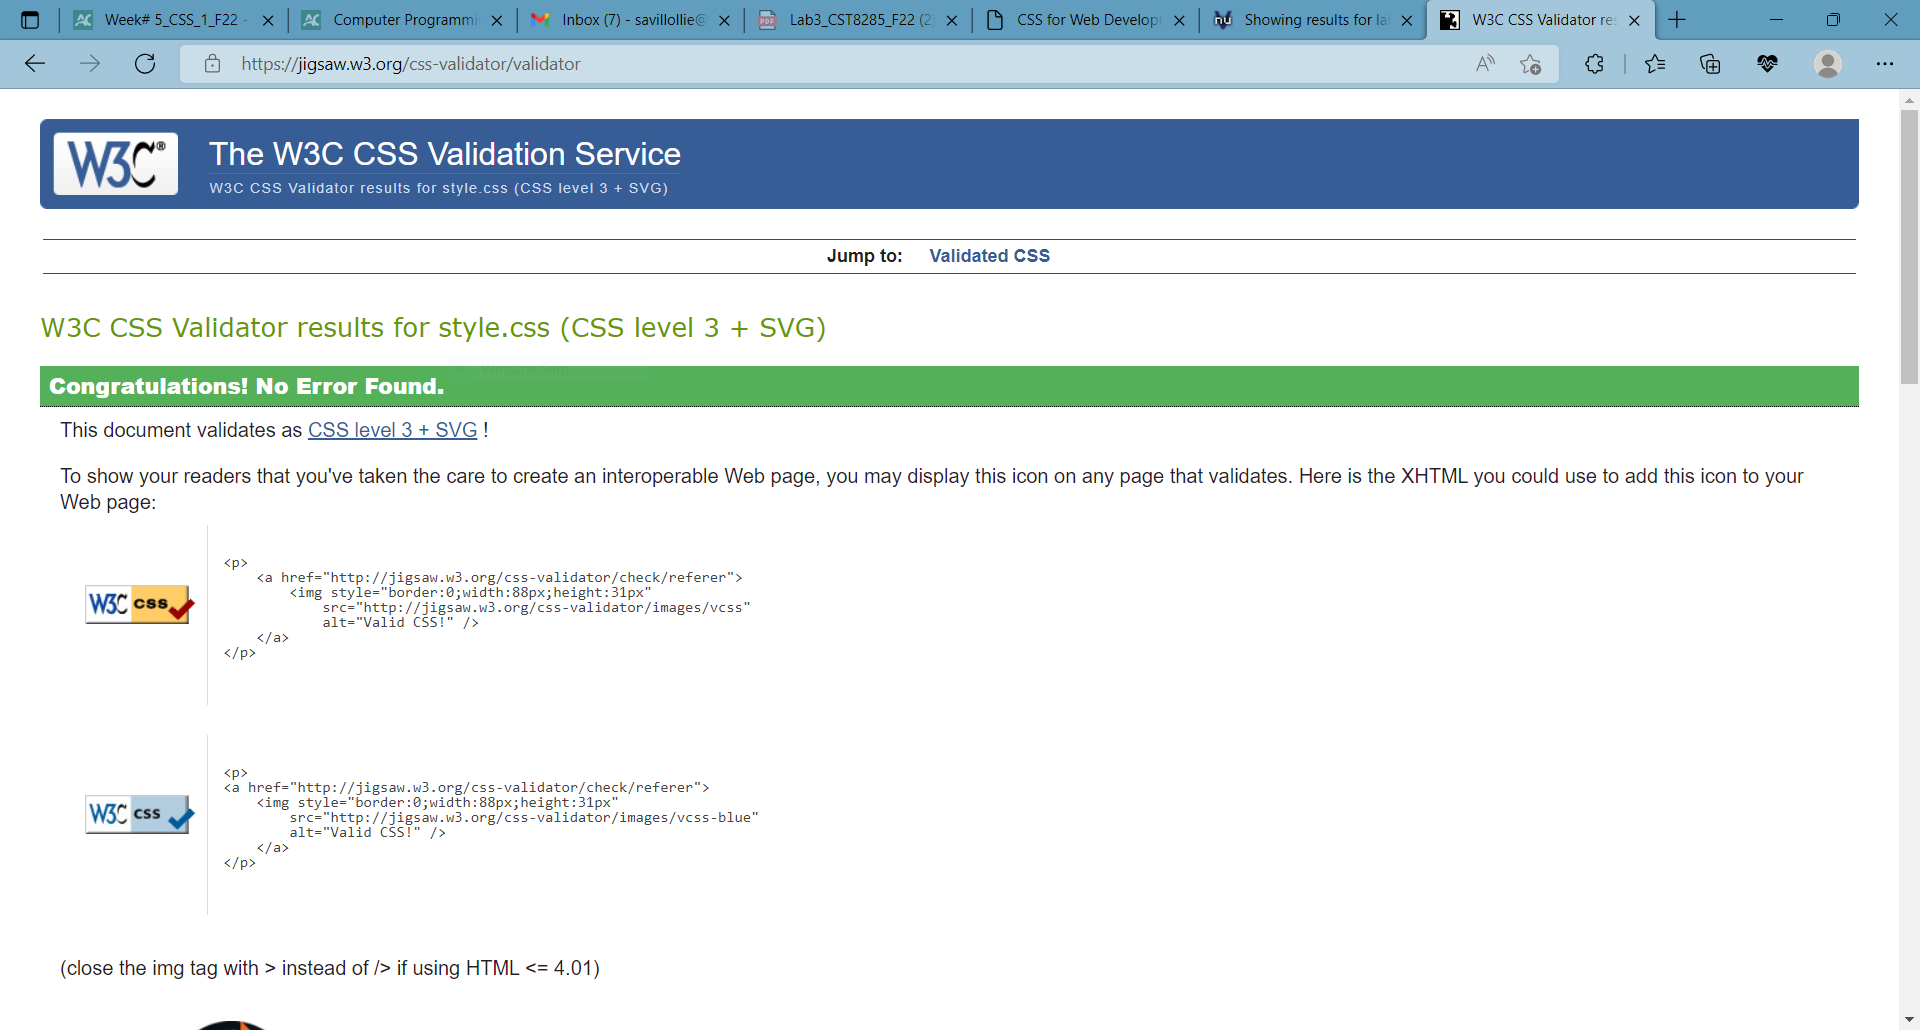 Week# 5_CSS_1_F22 -
Computer Programmi
Inbox (7) - savillollie@
PDF
Lab3_CST8285_F22 (2)
CSS for Web Develop
nu
Showing results for la
W3C CSS Validator res
https://jigsaw.w3.org/css-validator/validator
W3C®
The W3C CSS Validation Service
W3C CSS Validator results for style.css (CSS level 3 + SVG)
Jump to: Validated CSS
W3C CSS Validator results for style.css (CSS level 3 + SVG)
Congratulations! No Error Found.
This document validates as CSS level 3 + SVG !
To show your readers that you've taken the care to create an interoperable Web page, you may display this icon on any page that validates. Here is the XHTML you could use to add this icon to your
Web page:
W3C css
<p>
<a href="http://jigsaw.w3.org/css-validator/check/referer">
<img style="border:0;width:88px;height:31px"
src="http://jigsaw.w3.org/css-validator/images/vcss"
alt="Valid CSS!" />
</a>
</p>
W3C css
<p>
<a href="http://jigsaw.w3.org/css-validator/check/referer">
<img style="border:0;width:88px;height:31px"
src="http://jigsaw.w3.org/css-validator/images/vcss-blue"
alt="Valid CSS!" />
</a>
</p>
(close the img tag with > instead of /> if using HTML <= 4.01)